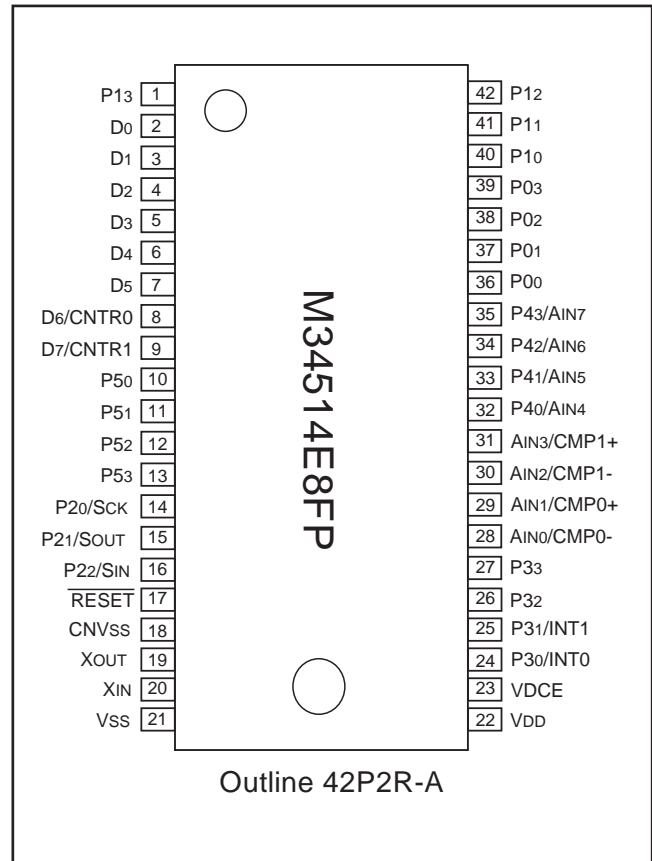 P13 1
D0 2
D1 3
D2 4
D3 5
D4 6
D5 7
D6/CNTR0 8
D7/CNTR1 9
P50 10
P51 11
P52 12
P53 13
P20/SCK 14
P21/SOUT 15
P22/SIN 16
RESET 17
CNVSS 18
XOUT 19
XIN 20
VSS 21
M34514E8FP
42 P12
41 P11
40 P10
39 P03
38 P02
37 P01
36 P00
35 P43/AIN7
34 P42/AIN6
33 P41/AIN5
32 P40/AIN4
31 AIN3/CMP1+
30 AIN2/CMP1-
29 AIN1/CMP0+
28 AIN0/CMP0-
27 P33
26 P32
25 P31/INT1
24 P30/INT0
23 VDCE
22 VDD
Outline 42P2R-A